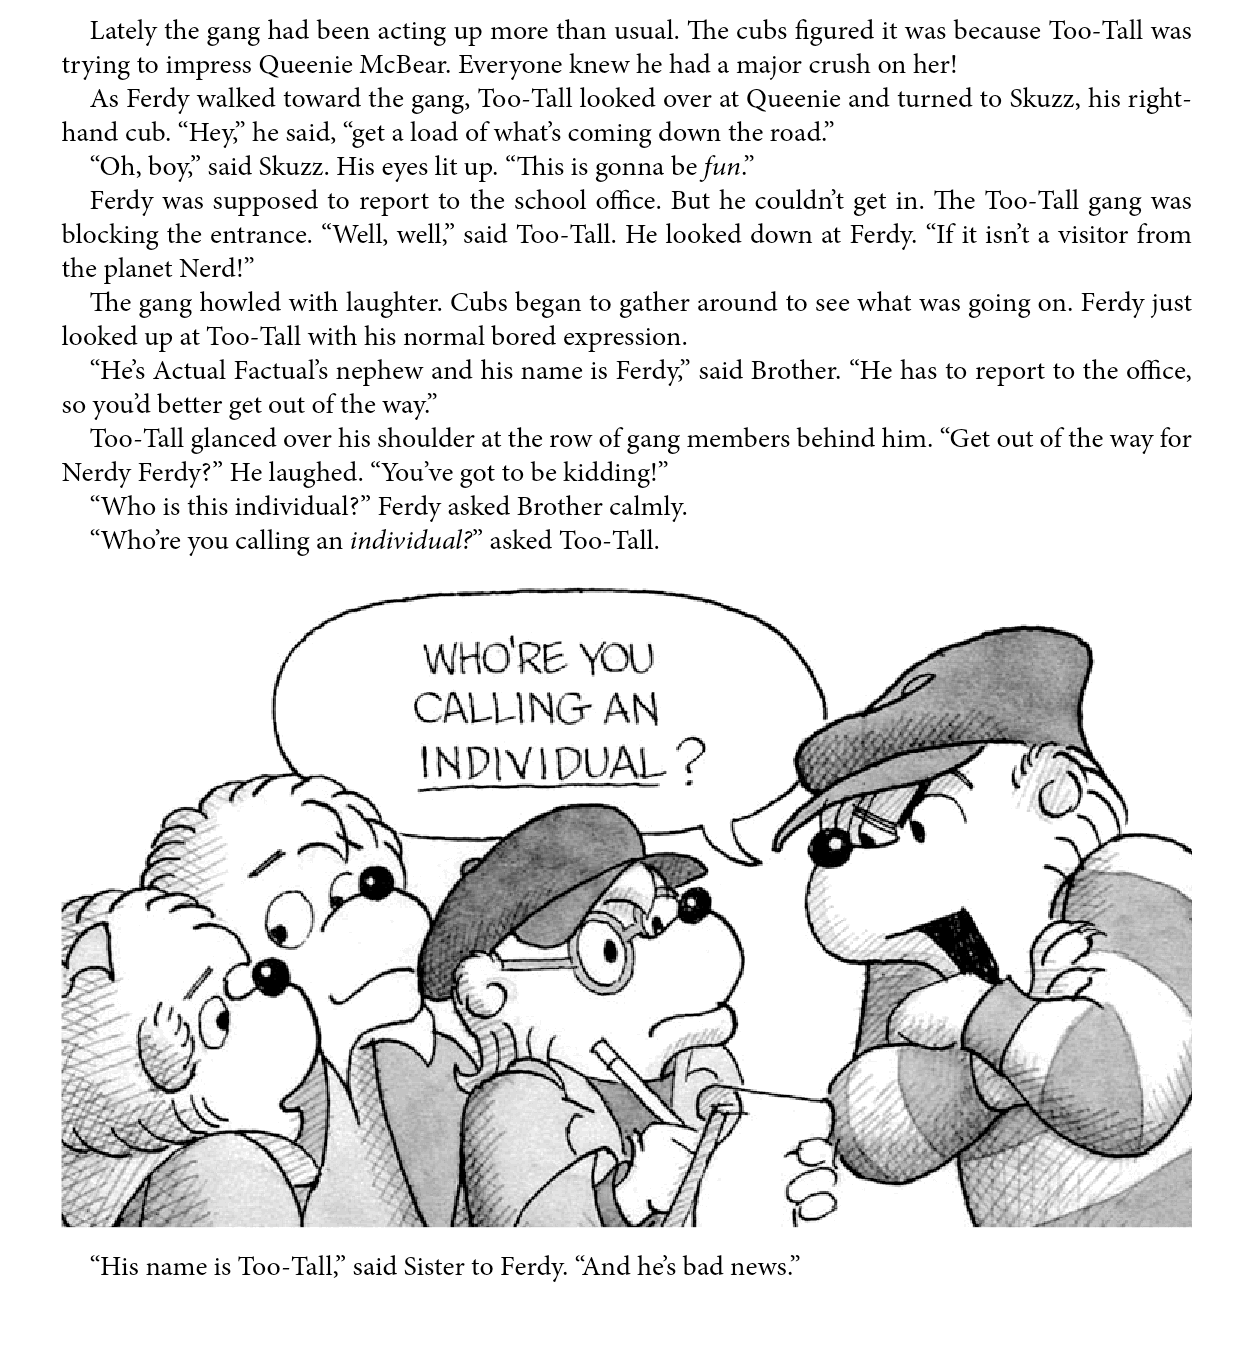 Lately the gang had been acting up more than usual. The cubs figured it was because Too-Tall was
trying to impress Queenie McBear. Everyone knew he had a major crush on her!
As Ferdy walked toward the gang, Too-Tall looked over at Queenie and turned to Skuzz, his right-
hand cub. “Hey,” he said, “get a load of what’s coming down the road.”
“Oh, boy,” said Skuzz. His eyes lit up. “This is gonna be fun.”
Ferdy was supposed to report to the school office. But he couldn’t get in. The Too-Tall gang was
blocking the entrance. “Well, well,” said Too-Tall. He looked down at Ferdy. “If it isn’t a visitor from
the planet Nerd!”
The gang howled with laughter. Cubs began to gather around to see what was going on. Ferdy just
looked up at Too-Tall with his normal bored expression.
“He’s Actual Factual’s nephew and his name is Ferdy,” said Brother. “He has to report to the office,
so you’d better get out of the way.”
Too-Tall glanced over his shoulder at the row of gang members behind him. “Get out of the way for
Nerdy Ferdy?” He laughed. “You’ve got to be kidding!”
“Who is this individual?” Ferdy asked Brother calmly.
“Who’re you calling an individual?” asked Too-Tall.
WHO'RE YOU
CALLING AN
INDIVIDUAL?
“His name is Too-Tall,” said Sister to Ferdy. “And he’s bad news.”